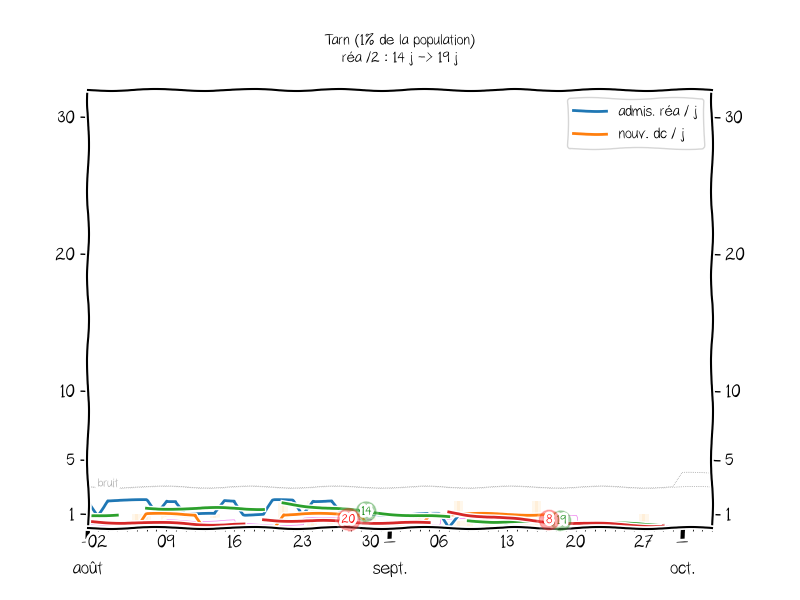 Tarn (1% de la population)
réa /2 : 14 j -> 19 j
admis. réa / j
nouv. dc / j
30 30
20 20
10 10
5 5
bruit
1 1
20 14 8 19
02 09 16 23 30 06 13 20 27
août sept. oct.